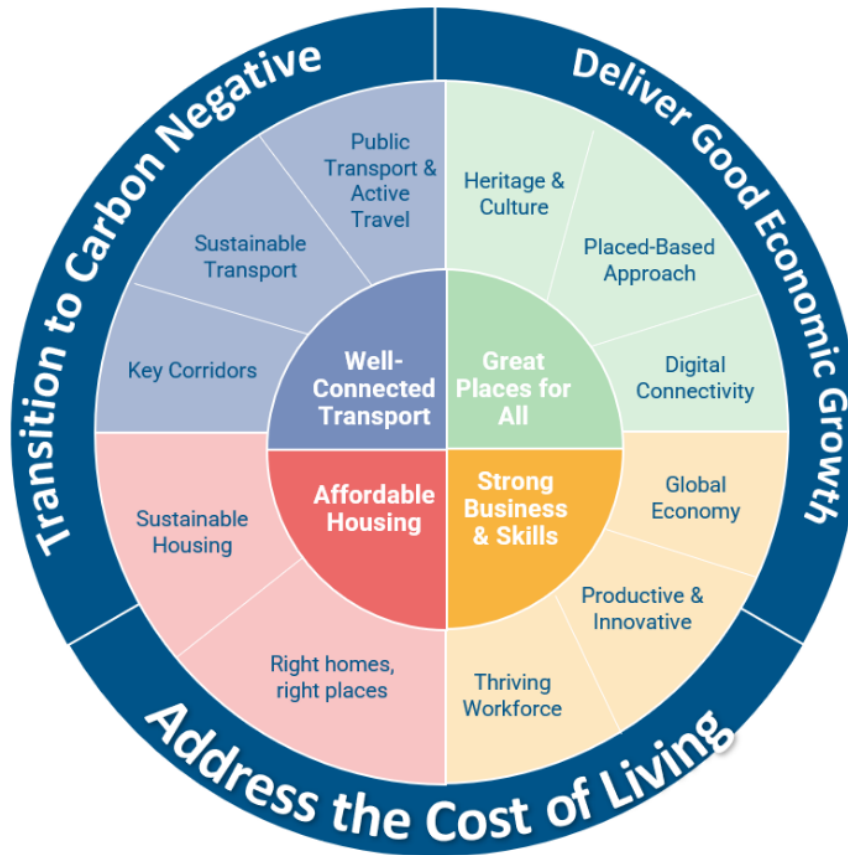 Transition to Carbon Negative
Deliver Good Economic Growth
Address the Cost of Living
Public
Transport &
Active
Travel
Sustainable
Transport
Key Corridors
Well-
Connected
Transport
Heritage &
Culture
Placed-Based
Approach
Digital
Connectivity
Great
Places for
All
Sustainable
Housing
Right homes,
right places
Affordable
Housing
Strong
Business
& Skills
Global
Economy
Productive &
Innovative
Thriving
Workforce